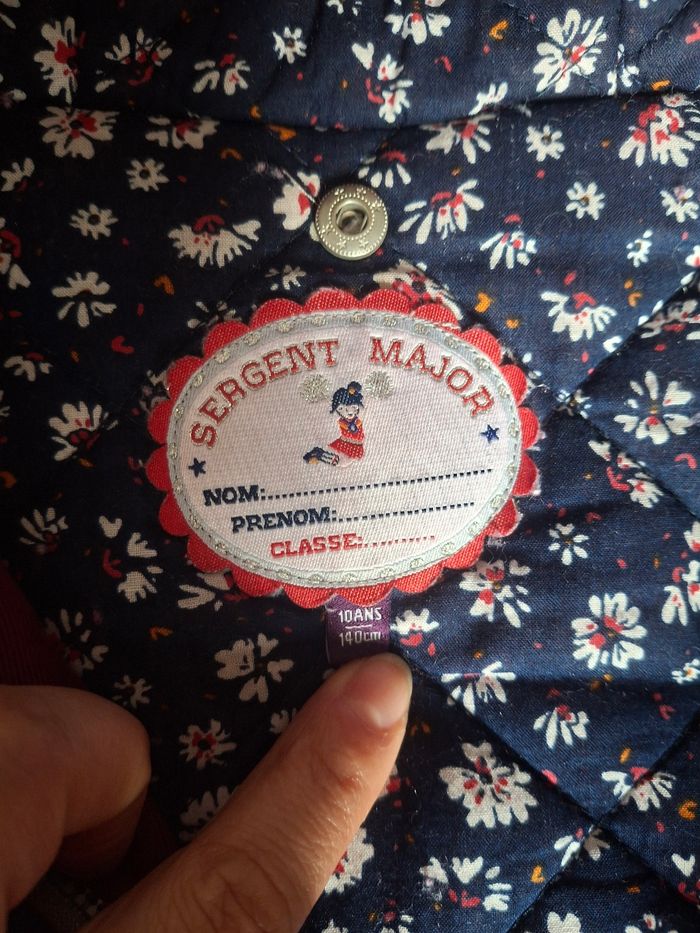 SERGENT MAJOR
NOM:................................
PRENOM:...................
CLASSE:..........
10ANS
140cm